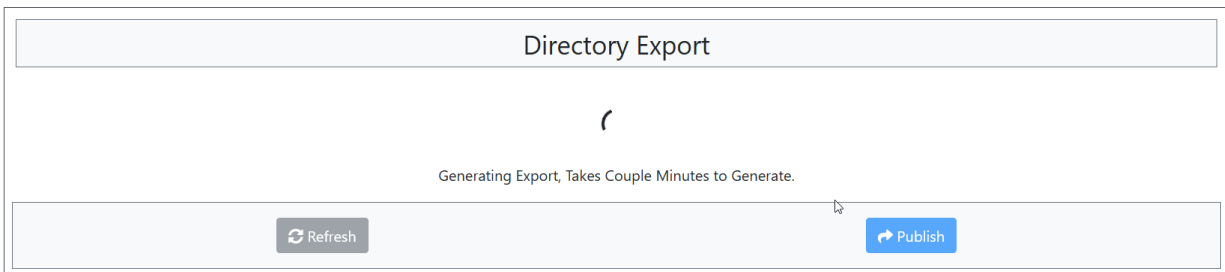 Directory Export
Generating Export, Takes Couple Minutes to Generate.
Refresh
Publish